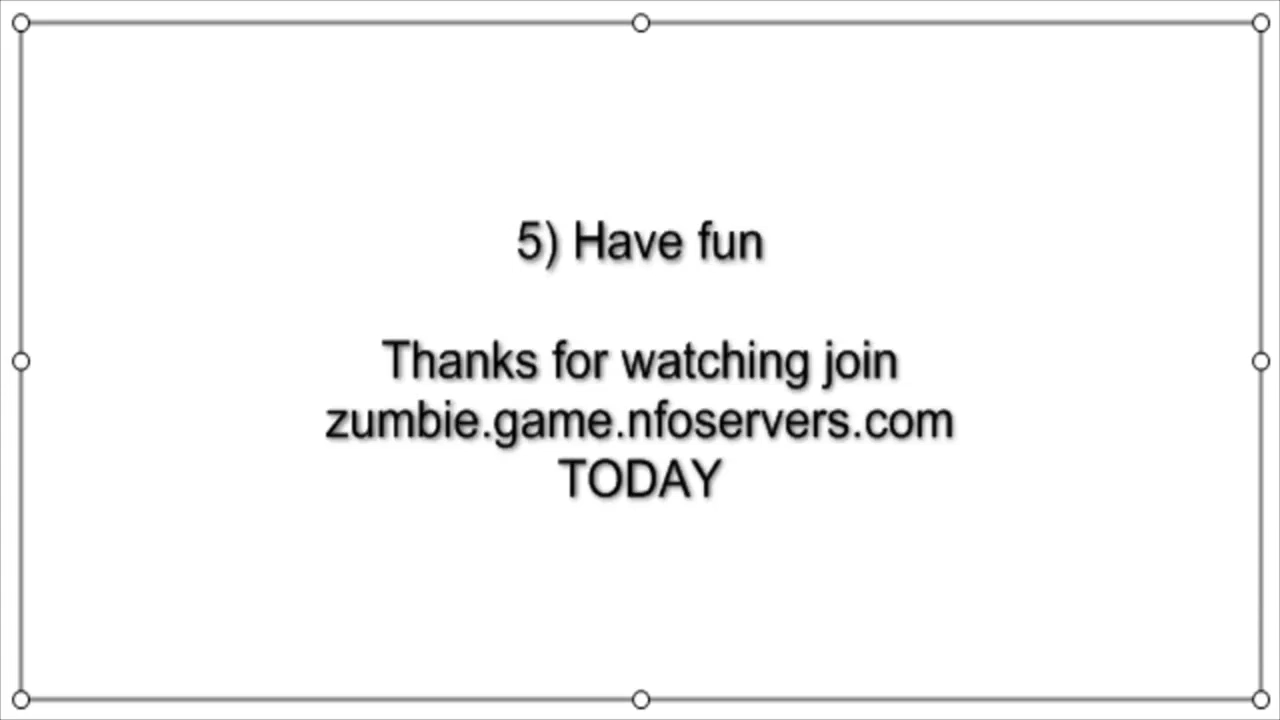 5) Have fun
Thanks for watching join
zumbie.game.nfoservers.com
TODAY